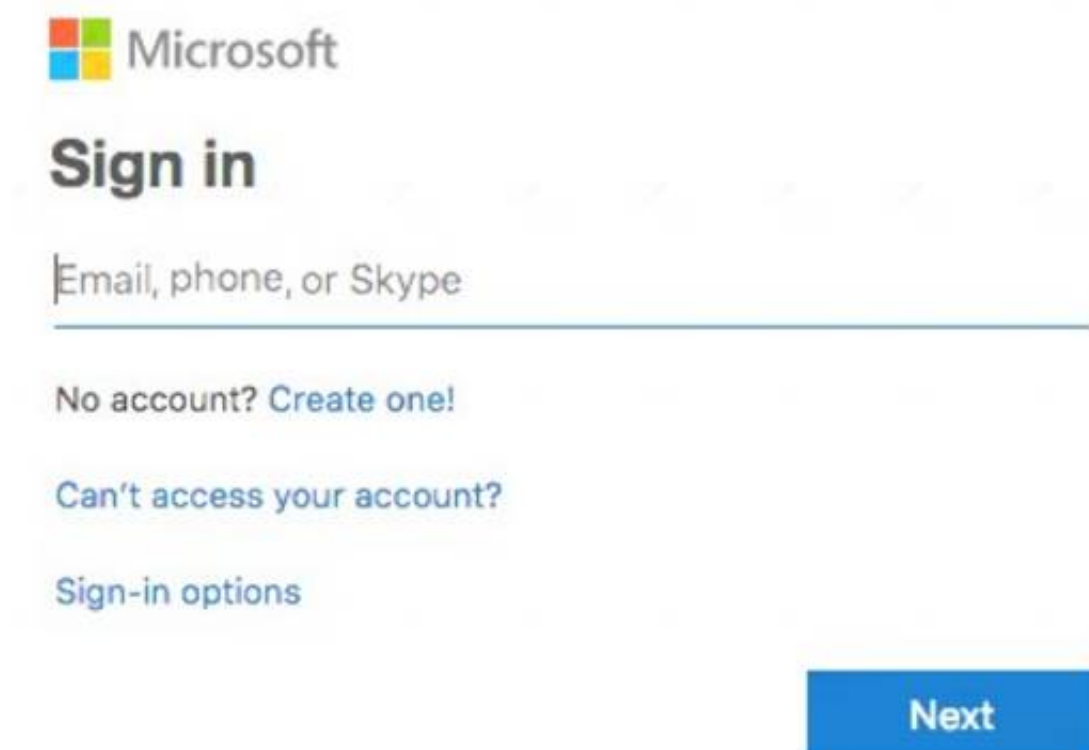 Microsoft
Sign in
Email, phone, or Skype
No account? Create one!
Can't access your account?
Sign-in options
Next